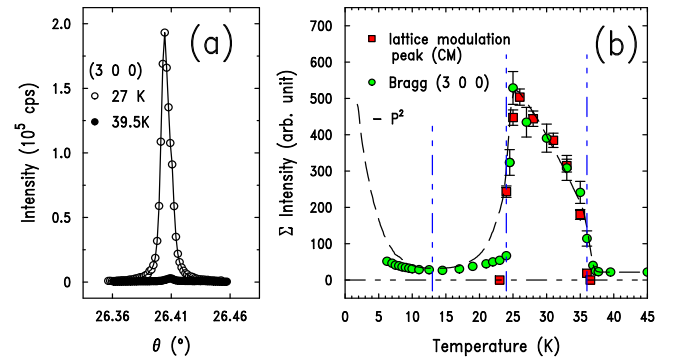 (a)
(3 0 0)
27 K
39.5K
2.0
1.5
1.0
0.5
0
Intensity (10⁵ cps)
26.36 26.41 26.46
θ (°)
(b)
lattice modulation
peak (CM)
Bragg (3 0 0)
– P²
700
600
500
400
300
200
100
0
Σ Intensity (arb. unit)
0 5 10 15 20 25 30 35 40 45
Temperature (K)